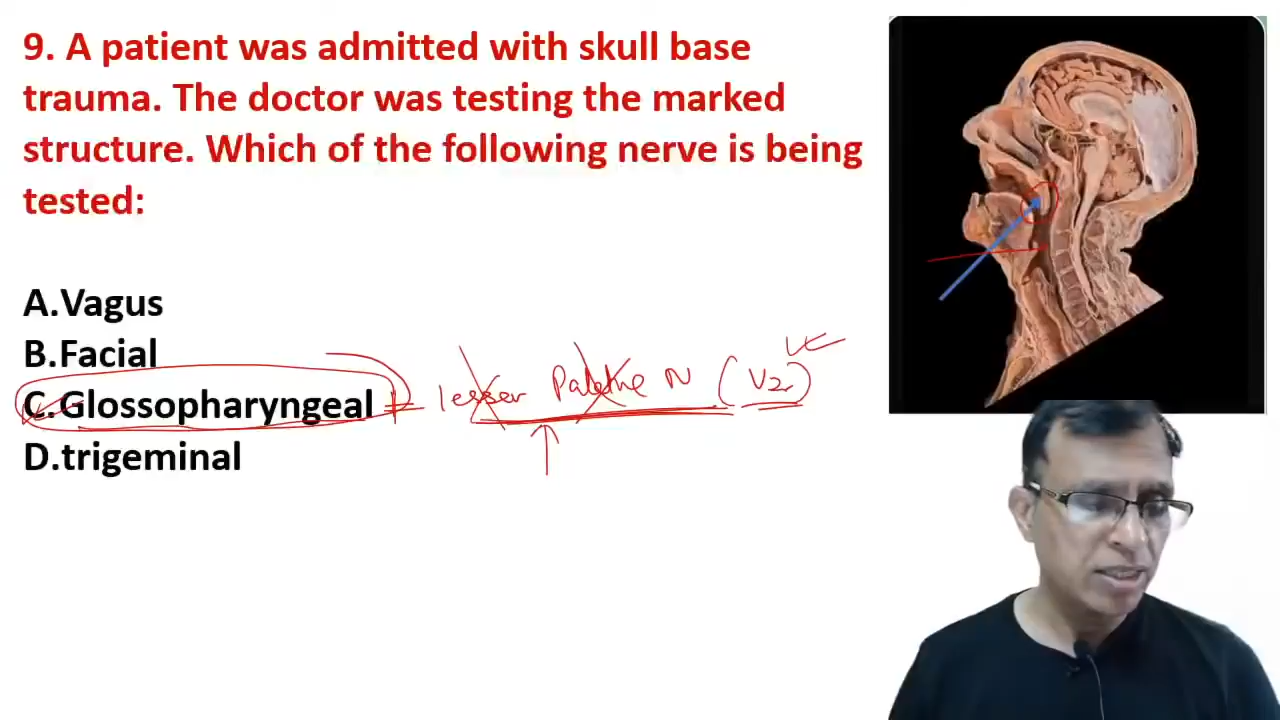 9. A patient was admitted with skull base
trauma. The doctor was testing the marked
structure. Which of the following nerve is being
tested:
A.Vagus
B.Facial
C.Glossopharyngeal + lesser Palatine N (V2)
D.trigeminal